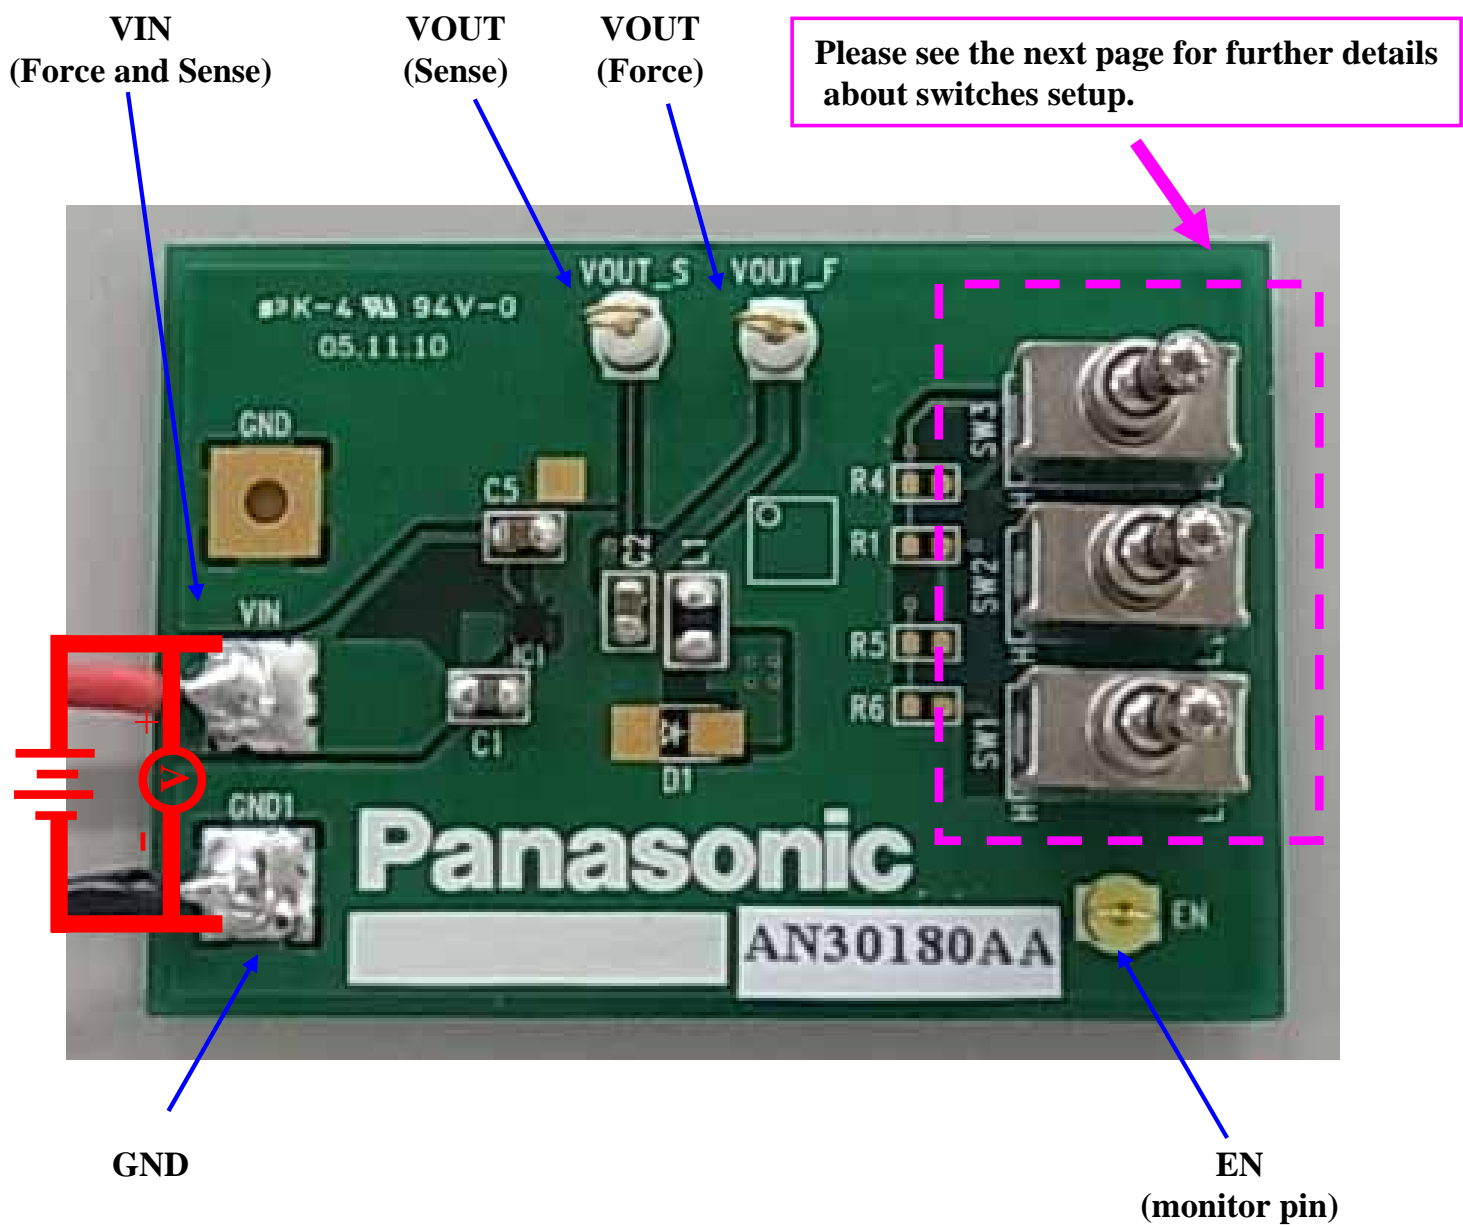 VIN
(Force and Sense)
VOUT
(Sense)
VOUT
(Force)
Please see the next page for further details
about switches setup.
VOUT_S
VOUT_F
94V-0
05.11.10
GND
C5
C2
L1
R4
R1
R5
R6
SW3
H
L
SW2
H
L
SW1
H
L
VIN
IC1
C1
D1
+
V
-
GND1
Panasonic
AN30180AA
EN
GND
EN
(monitor pin)